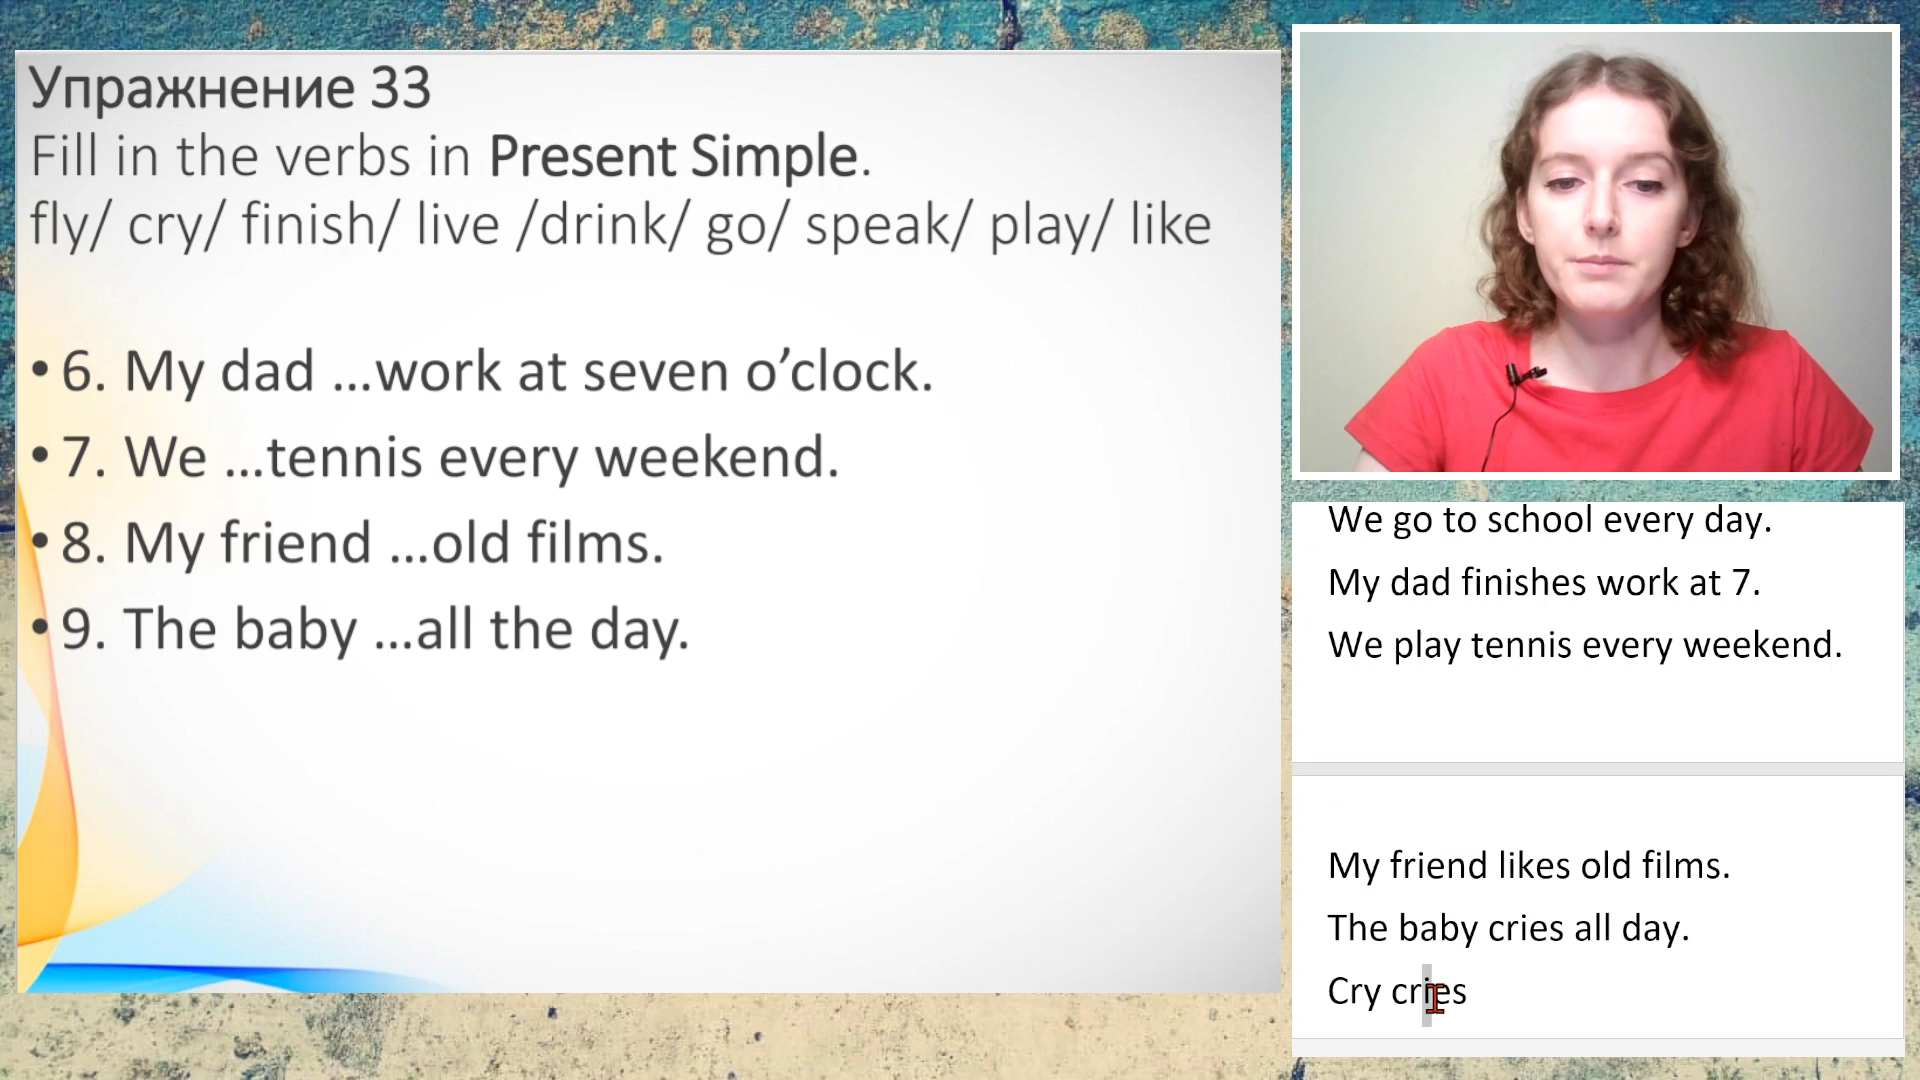 Упражнение 33
Fill in the verbs in Present Simple.
fly/ cry/ finish/ live /drink/ go/ speak/ play/ like
• 6. My dad ...work at seven o’clock.
• 7. We ...tennis every weekend.
• 8. My friend ...old films.
• 9. The baby ...all the day.
We go to school every day.
My dad finishes work at 7.
We play tennis every weekend.
My friend likes old films.
The baby cries all day.
Cry cries